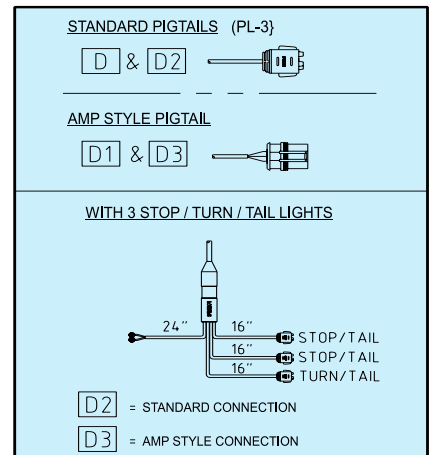 STANDARD PIGTAILS (PL-3}
D & D2
AMP STYLE PIGTAIL
D1 & D3
WITH 3 STOP / TURN / TAIL LIGHTS
24" 16" STOP/TAIL
16" STOP/TAIL
16" TURN/TAIL
D2 = STANDARD CONNECTION
D3 = AMP STYLE CONNECTION